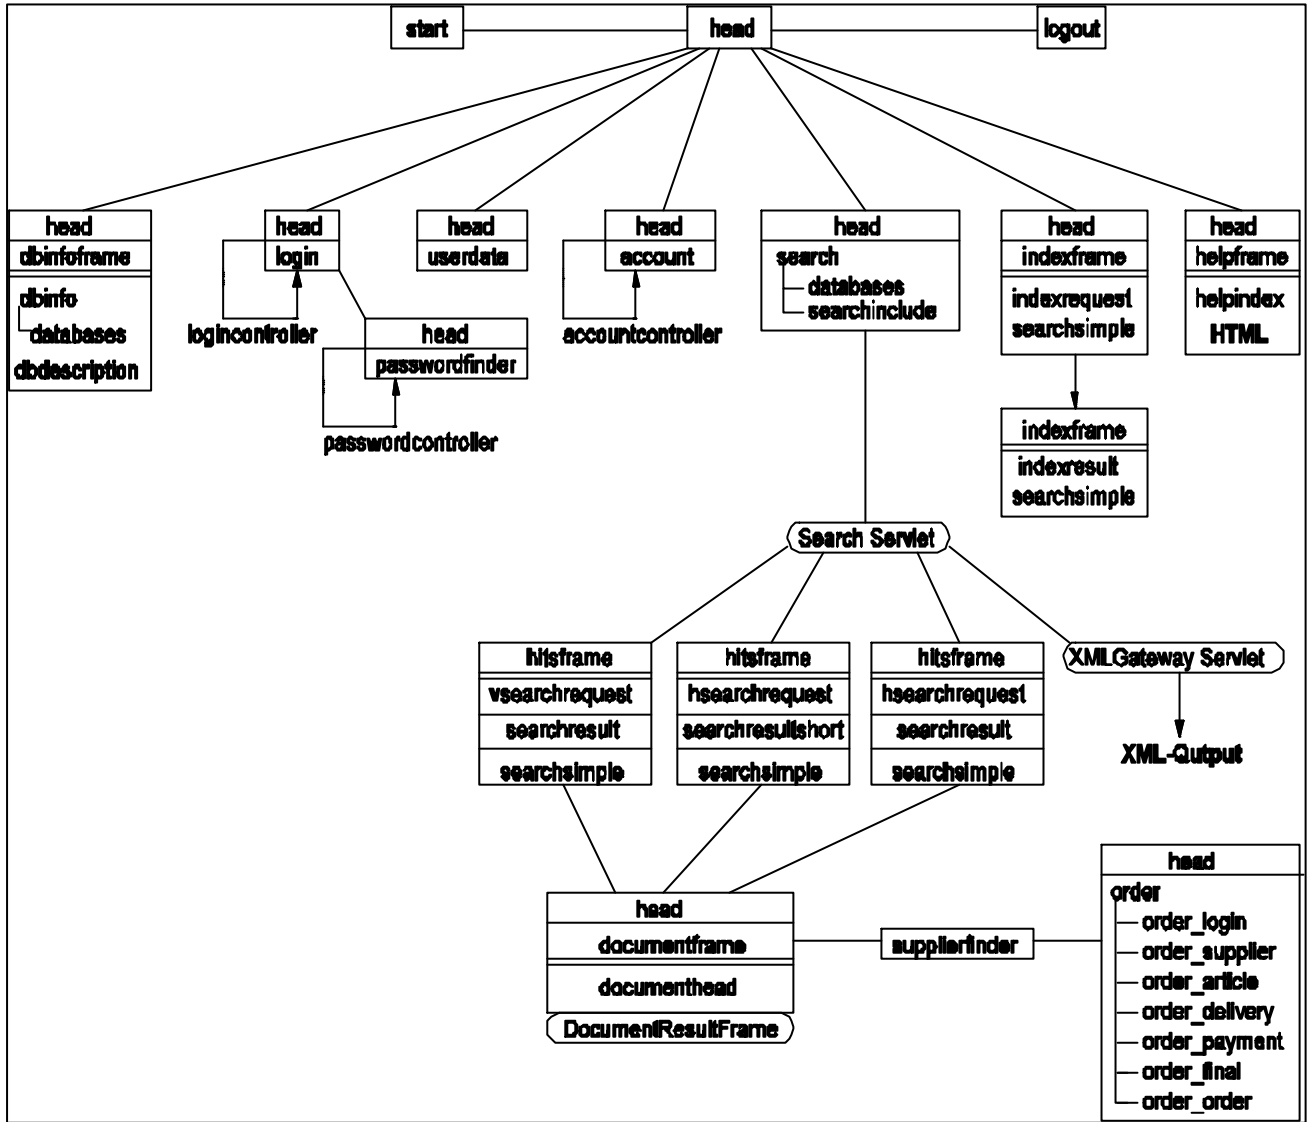 start
head
logout
head
dbinfoframe
dbinfo
databases
dbdescription
head
login
logincontroller
head
passwordfinder
passwordcontroller
head
userdata
head
account
accountcontroller
head
search
databases
searchinclude
head
indexframe
indexrequest
searchsimple
indexframe
indexresult
searchsimple
head
helpframe
helpindex
HTML
Search Servlet
hitsframe
vsearchrequest
searchresult
searchsimple
hitsframe
hsearchrequest
searchresultshort
searchsimple
hitsframe
hsearchrequest
searchresult
searchsimple
XMLGateway Servlet
XML-Output
head
documentframe
documenthead
DocumentResultFrame
supplierfinder
head
order
order_login
order_supplier
order_article
order_delivery
order_payment
order_final
order_order